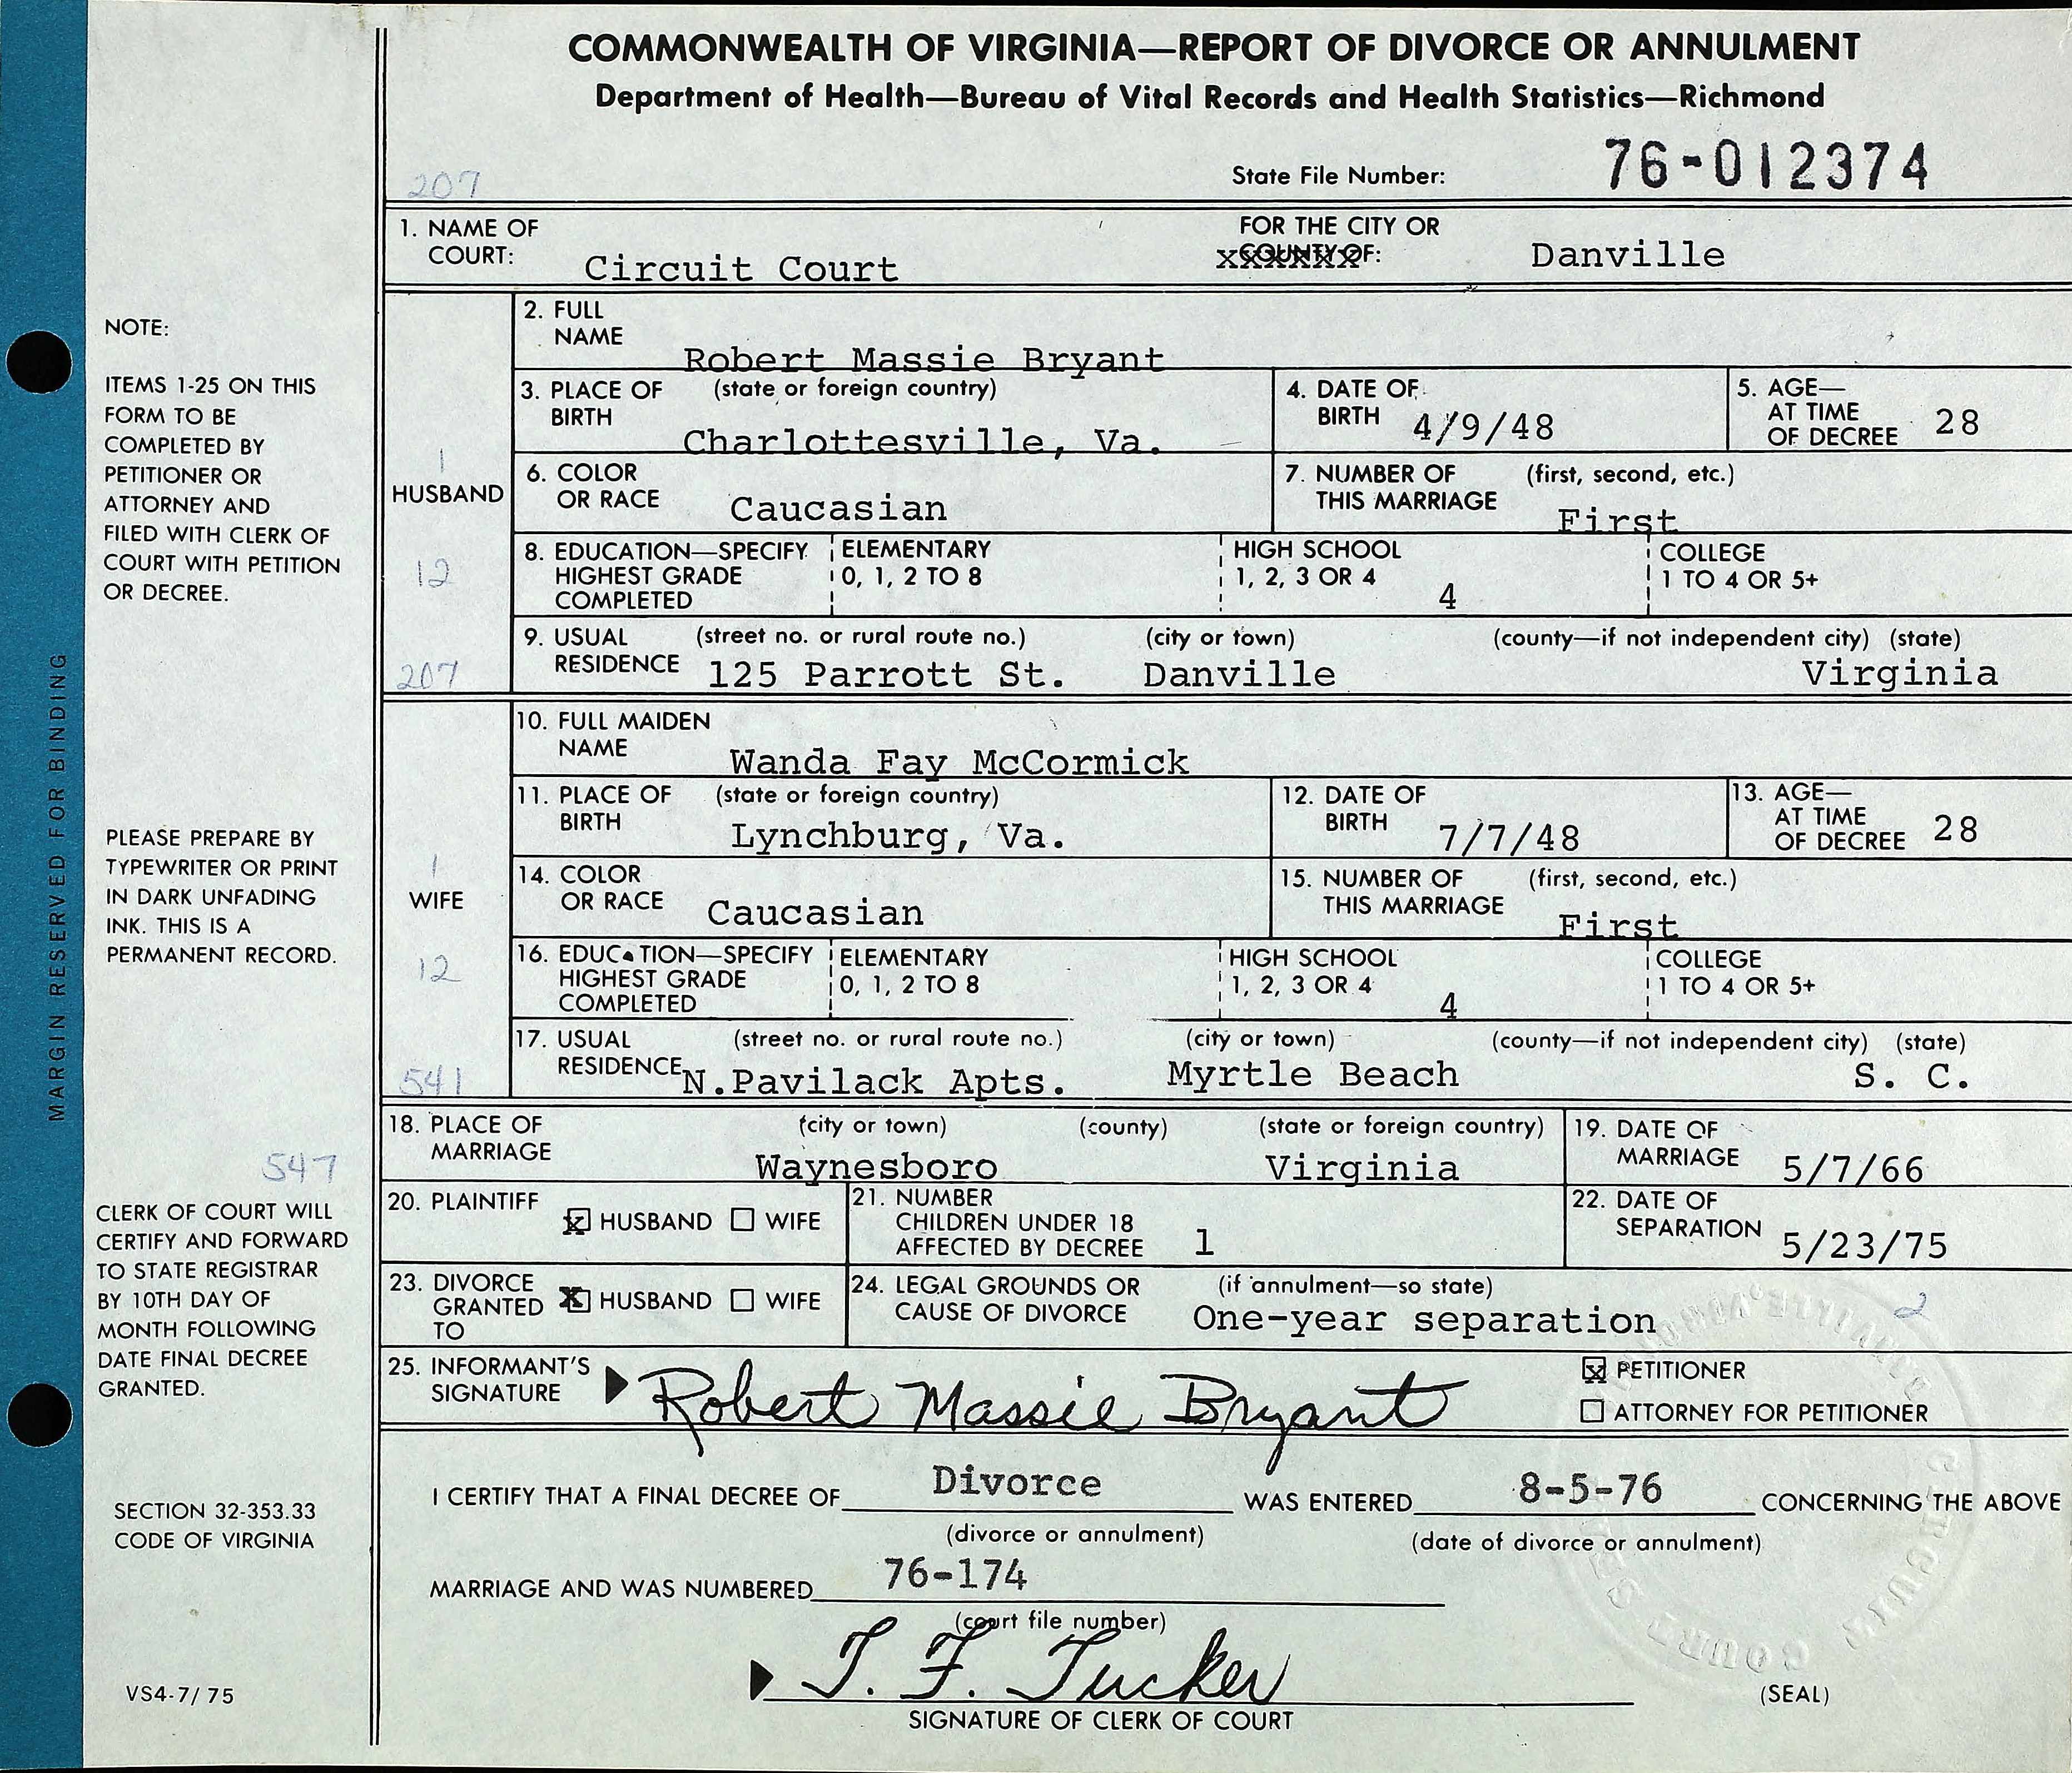 COMMONWEALTH OF VIRGINIA—REPORT OF DIVORCE OR ANNULMENT
Department of Health—Bureau of Vital Records and Health Statistics—Richmond
207
State File Number: 76-012374
1. NAME OF COURT: Circuit Court
FOR THE CITY OR COUNTY OF: Danville
HUSBAND
1
12
207
2. FULL NAME Robert Massie Bryant
3. PLACE OF BIRTH (state or foreign country) Charlottesville, Va.
4. DATE OF BIRTH 4/9/48
5. AGE—AT TIME OF DECREE 28
6. COLOR OR RACE Caucasian
7. NUMBER OF THIS MARRIAGE (first, second, etc.) First
8. EDUCATION—SPECIFY HIGHEST GRADE COMPLETED
ELEMENTARY 0, 1, 2 TO 8
HIGH SCHOOL 1, 2, 3 OR 4 4
COLLEGE 1 TO 4 OR 5+
9. USUAL RESIDENCE (street no. or rural route no.) (city or town) (county—if not independent city) (state)
125 Parrott St. Danville Virginia
WIFE
1
12
541
10. FULL MAIDEN NAME Wanda Fay McCormick
11. PLACE OF BIRTH (state or foreign country) Lynchburg, Va.
12. DATE OF BIRTH 7/7/48
13. AGE—AT TIME OF DECREE 28
14. COLOR OR RACE Caucasian
15. NUMBER OF THIS MARRIAGE (first, second, etc.) First
16. EDUCATION—SPECIFY HIGHEST GRADE COMPLETED
ELEMENTARY 0, 1, 2 TO 8
HIGH SCHOOL 1, 2, 3 OR 4 4
COLLEGE 1 TO 4 OR 5+
17. USUAL RESIDENCE (street no. or rural route no.) (city or town) (county—if not independent city) (state)
N.Pavilack Apts. Myrtle Beach S. C.
18. PLACE OF MARRIAGE (city or town) (county) (state or foreign country)
Waynesboro Virginia
19. DATE OF MARRIAGE 5/7/66
20. PLAINTIFF x HUSBAND WIFE
21. NUMBER CHILDREN UNDER 18 AFFECTED BY DECREE 1
22. DATE OF SEPARATION 5/23/75
23. DIVORCE GRANTED TO X HUSBAND WIFE
24. LEGAL GROUNDS OR CAUSE OF DIVORCE (if annulment—so state) One-year separation 2
25. INFORMANT'S SIGNATURE Robert Massie Bryant
x PETITIONER
ATTORNEY FOR PETITIONER
I CERTIFY THAT A FINAL DECREE OF Divorce WAS ENTERED 8-5-76 CONCERNING THE ABOVE
(divorce or annulment) (date of divorce or annulment)
MARRIAGE AND WAS NUMBERED 76-174
(court file number)
T. F. Tucker
SIGNATURE OF CLERK OF COURT
(SEAL)
MARGIN RESERVED FOR BINDING
NOTE:
ITEMS 1-25 ON THIS
FORM TO BE
COMPLETED BY
PETITIONER OR
ATTORNEY AND
FILED WITH CLERK OF
COURT WITH PETITION
OR DECREE.
PLEASE PREPARE BY
TYPEWRITER OR PRINT
IN DARK UNFADING
INK. THIS IS A
PERMANENT RECORD.
547
CLERK OF COURT WILL
CERTIFY AND FORWARD
TO STATE REGISTRAR
BY 10TH DAY OF
MONTH FOLLOWING
DATE FINAL DECREE
GRANTED.
SECTION 32-353.33
CODE OF VIRGINIA
VS4-7/75